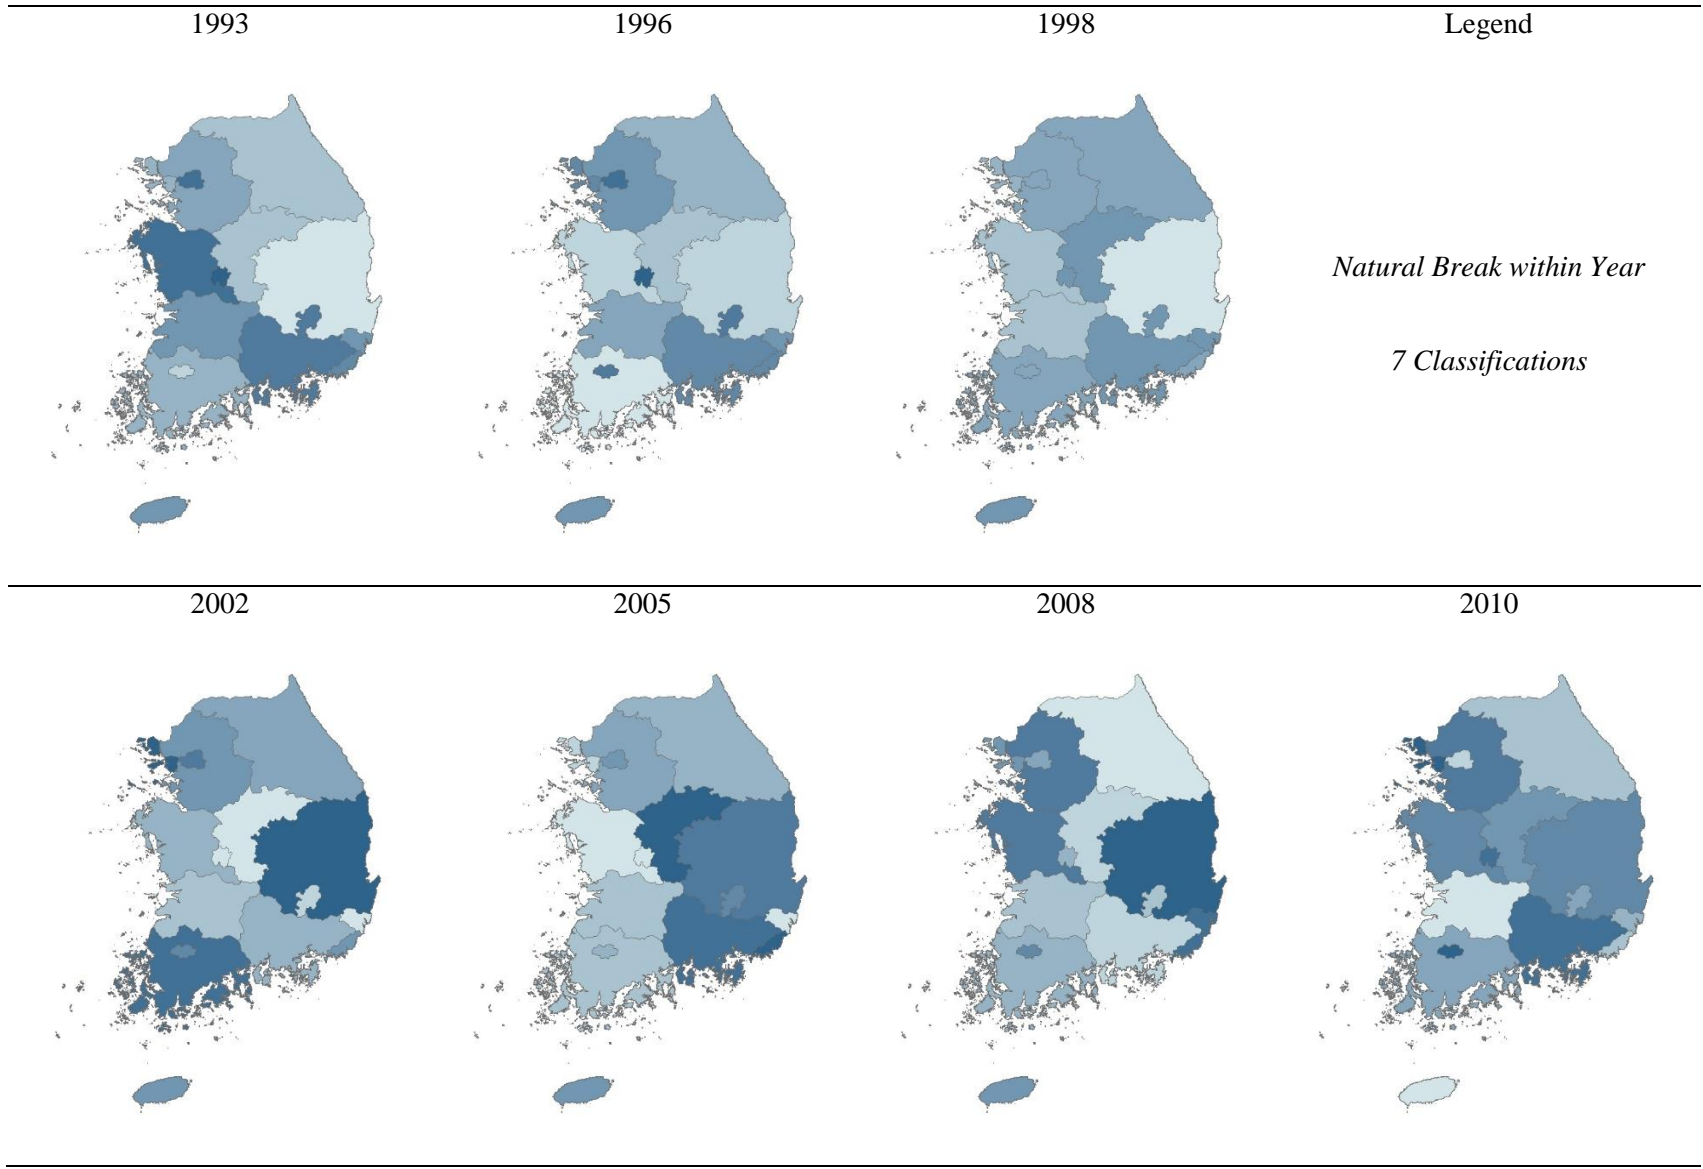 1993 1996 1998 Legend
Natural Break within Year
7 Classifications
2002 2005 2008 2010